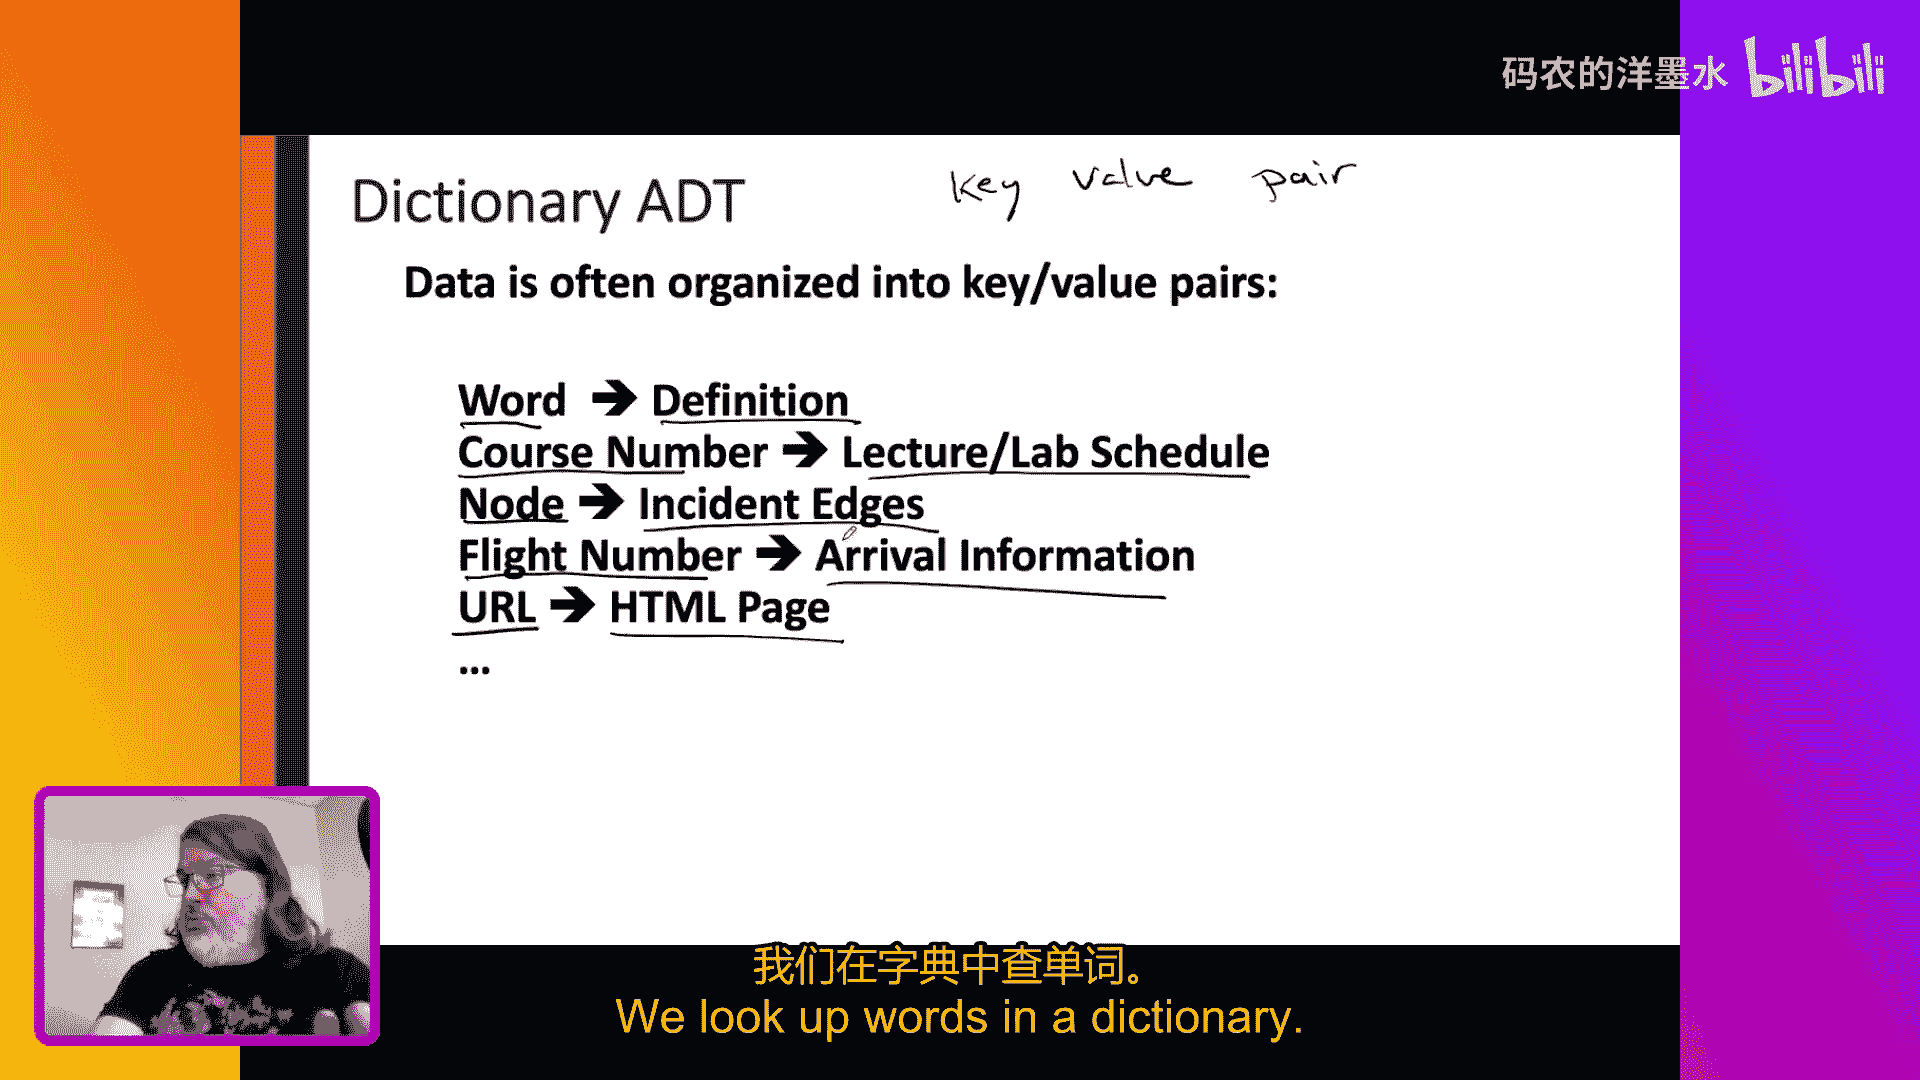 码农的洋墨水 bilibili
Dictionary ADT key value pair
Data is often organized into key/value pairs:
Word ➔ Definition
Course Number ➔ Lecture/Lab Schedule
Node ➔ Incident Edges
Flight Number ➔ Arrival Information
URL ➔ HTML Page
...
我们在字典中查单词。
We look up words in a dictionary.